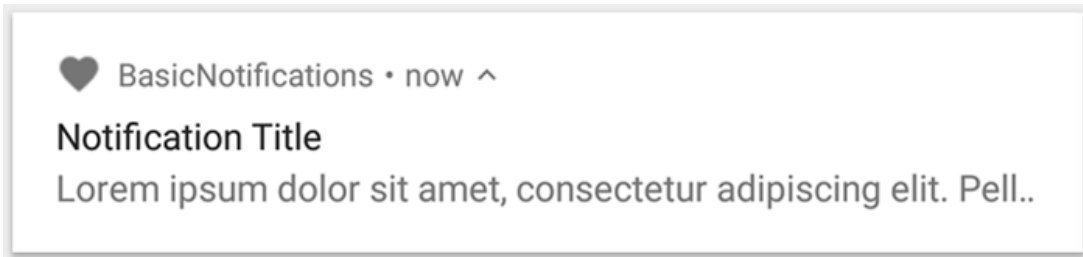 BasicNotifications • now
Notification Title
Lorem ipsum dolor sit amet, consectetur adipiscing elit. Pell..